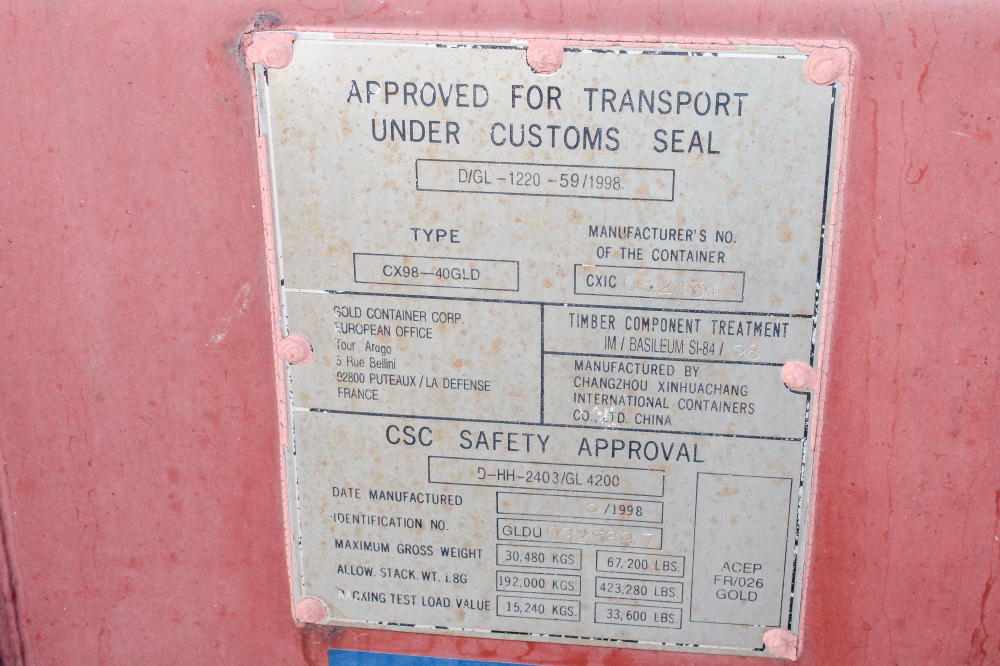 APPROVED FOR TRANSPORT
UNDER CUSTOMS SEAL
D/GL-1220-59/1998
TYPE
CX98-40GLD
MANUFACTURER'S NO.
OF THE CONTAINER
CXIC
GOLD CONTAINER CORP.
EUROPEAN OFFICE
Tour Arago
5 Rue Bellini
92800 PUTEAUX/LA DEFENSE
FRANCE
TIMBER COMPONENT TREATMENT
IM / BASILEUM SI-84 / 98
MANUFACTURED BY
CHANGZHOU XINHUACHANG
INTERNATIONAL CONTAINERS
CO., LTD. CHINA
CSC SAFETY APPROVAL
D-HH-2403/GL 4200
DATE MANUFACTURED
/1998
IDENTIFICATION NO.
GLDU
MAXIMUM GROSS WEIGHT
30,480 KGS
67,200 LBS.
ALLOW. STACK. WT. 1.8G
192,000 KGS
423,280 LBS.
RACKING TEST LOAD VALUE
15,240 KGS
33,600 LBS
ACEP
FR/026
GOLD